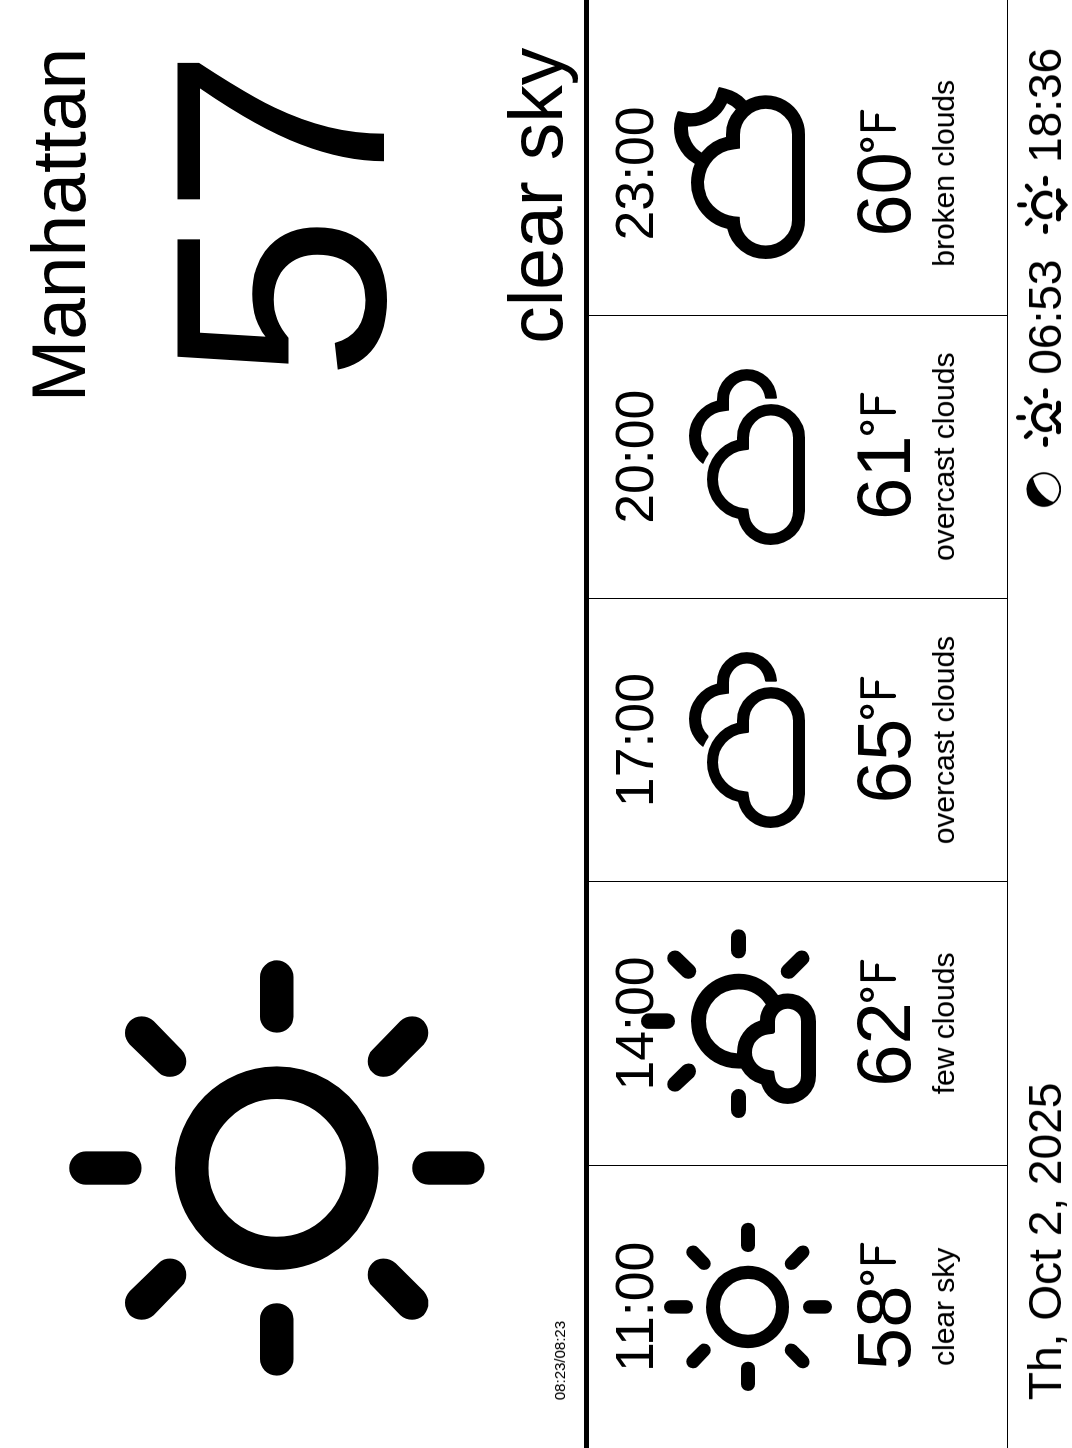 Manhattan
57
clear sky
08:23/08:23
11:00
58°F
clear sky
14:00
62°F
few clouds
17:00
65°F
overcast clouds
20:00
61°F
overcast clouds
23:00
60°F
broken clouds
Th, Oct 2, 2025
06:53
18:36